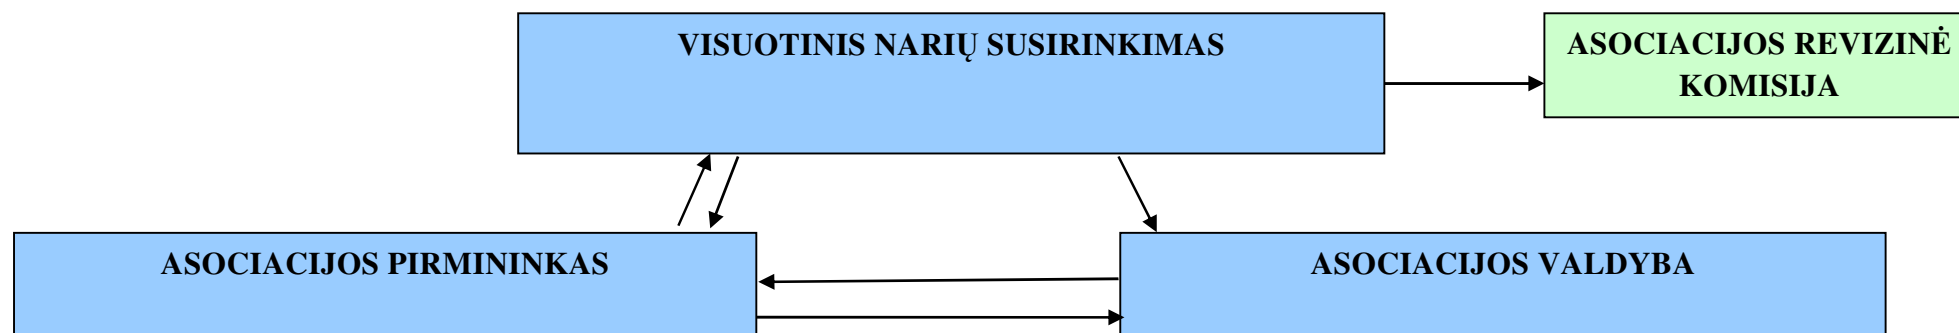 VISUOTINIS NARIŲ SUSIRINKIMAS
ASOCIACIJOS REVIZINĖ
KOMISIJA
ASOCIACIJOS PIRMININKAS
ASOCIACIJOS VALDYBA